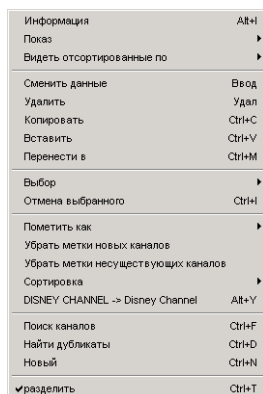 Информация Alt+I
Показ
Видеть отсортированные по
Сменить данные Ввод
Удалить Удал
Копировать Ctrl+C
Вставить Ctrl+V
Перенести в Ctrl+M
Выбор
Отмена выбранного Ctrl+I
Пометить как
Убрать метки новых каналов
Убрать метки несуществующих каналов
Сортировка
DISNEY CHANNEL -> Disney Channel Alt+Y
Поиск каналов Ctrl+F
Найти дубликаты Ctrl+D
Новый Ctrl+N
разделить Ctrl+T